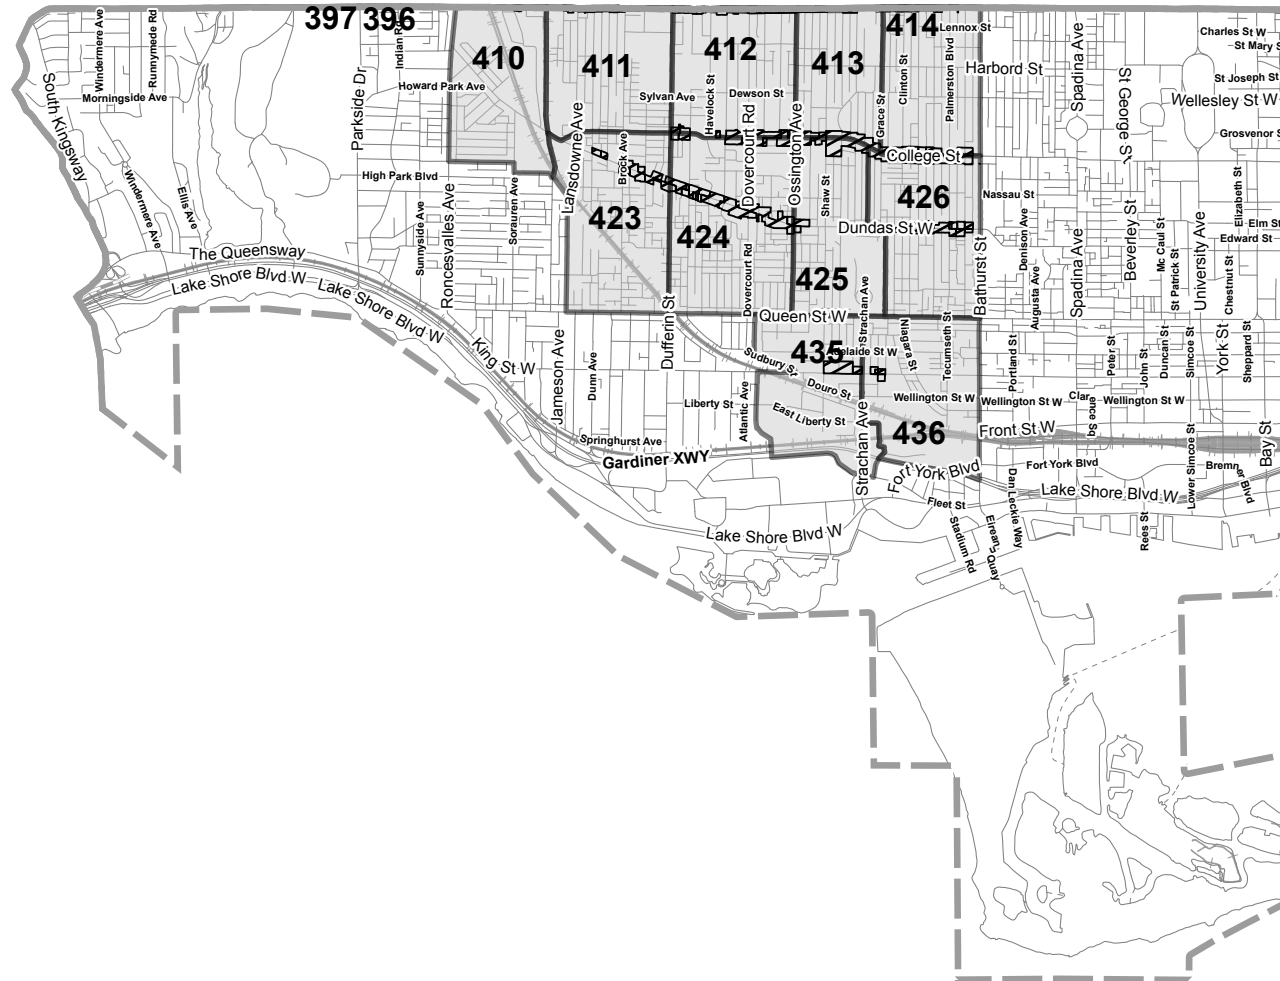 397 396
410
411
412
413
414
423
424
425
426
435
436
Windermere Ave
Runnymede Rd
Morningside Ave
South Kingsway
Windermere Ave
Ellis Ave
Parkside Dr
Indian Rd
Howard Park Ave
High Park Blvd
Sunnyside Ave
Roncesvalles Ave
Sorauren Ave
Lansdowne Ave
Brock Ave
Sylvan Ave
Havelock St
Dewson St
Dovercourt Rd
Ossington Ave
Shaw St
Grace St
Clinton St
Palmerston Blvd
Lennox St
Harbord St
College St
Dundas St W
Nassau St
Denison Ave
Augusta Ave
Bathurst St
Spadina Ave
Spadina Ave
St George St
Beverley St
Mc Caul St
St Patrick St
University Ave
Chestnut St
Elizabeth St
Elm St
Edward St
Charles St W
St Mary S
St Joseph St
Wellesley St W
Grosvenor S
The Queensway
Lake Shore Blvd W
Lake Shore Blvd W
King St W
Jameson Ave
Dunn Ave
Dufferin St
Dovercourt Rd
Queen St W
Strachan Ave
Adelaide St W
Niagara St
Tecumseth St
Sudbury St
Douro St
East Liberty St
Liberty St
Atlantic Ave
Springhurst Ave
Gardiner XWY
Strachan Ave
Wellington St W
Wellington St W
Clarence Sq
Wellington St W
Portland St
Peter St
John St
Duncan St
Simcoe St
York St
Sheppard St
Front St W
Fort York Blvd
Fort York Blvd
Lower Simcoe St
Bremner Blvd
Bay St
Lake Shore Blvd W
Dan Leckie Way
Fleet St
Stadium Rd
Eireann Quay
Rees St
Lake Shore Blvd W